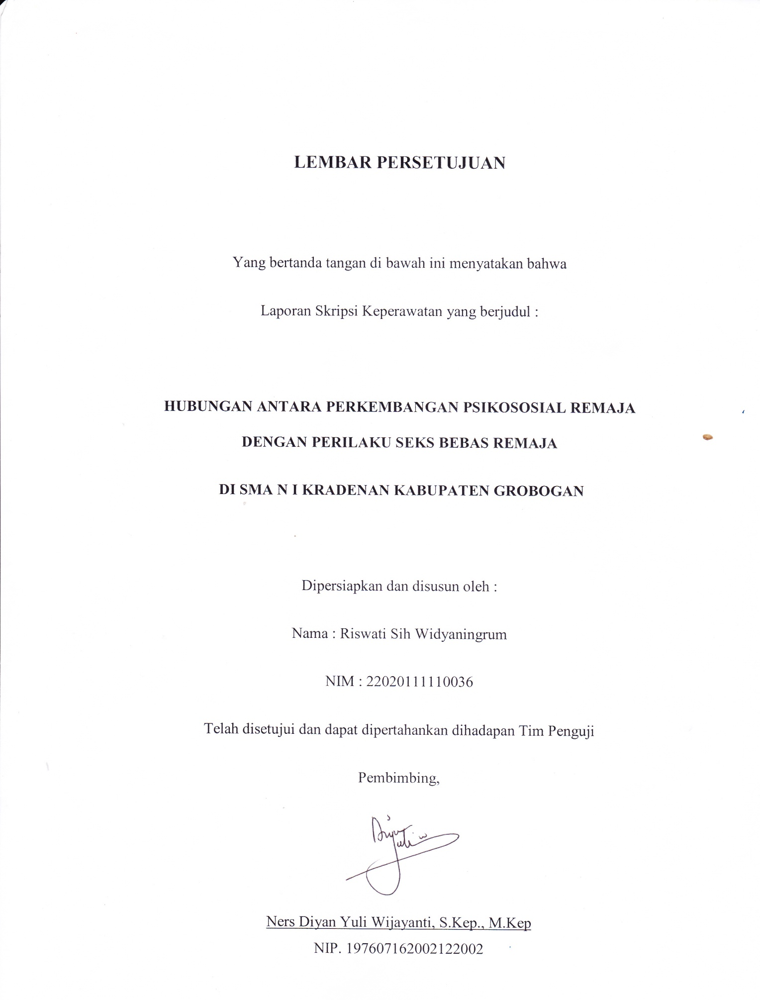 LEMBAR PERSETUJUAN
Yang bertanda tangan di bawah ini menyatakan bahwa
Laporan Skripsi Keperawatan yang berjudul :
HUBUNGAN ANTARA PERKEMBANGAN PSIKOSOSIAL REMAJA
DENGAN PERILAKU SEKS BEBAS REMAJA
DI SMA N I KRADENAN KABUPATEN GROBOGAN
Dipersiapkan dan disusun oleh :
Nama : Riswati Sih Widyaningrum
NIM : 22020111110036
Telah disetujui dan dapat dipertahankan dihadapan Tim Penguji
Pembimbing,
Ners Diyan Yuli Wijayanti, S.Kep., M.Kep
NIP. 197607162002122002